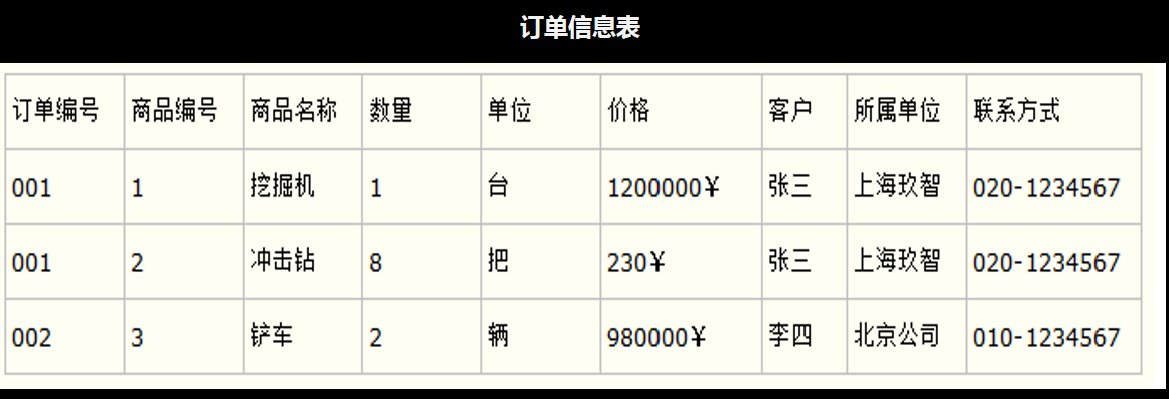 订单信息表
订单编号 商品编号 商品名称 数量 单位 价格 客户 所属单位 联系方式
001 1 挖掘机 1 台 1200000¥ 张三 上海玖智 020-1234567
001 2 冲击钻 8 把 230¥ 张三 上海玖智 020-1234567
002 3 铲车 2 辆 980000¥ 李四 北京公司 010-1234567